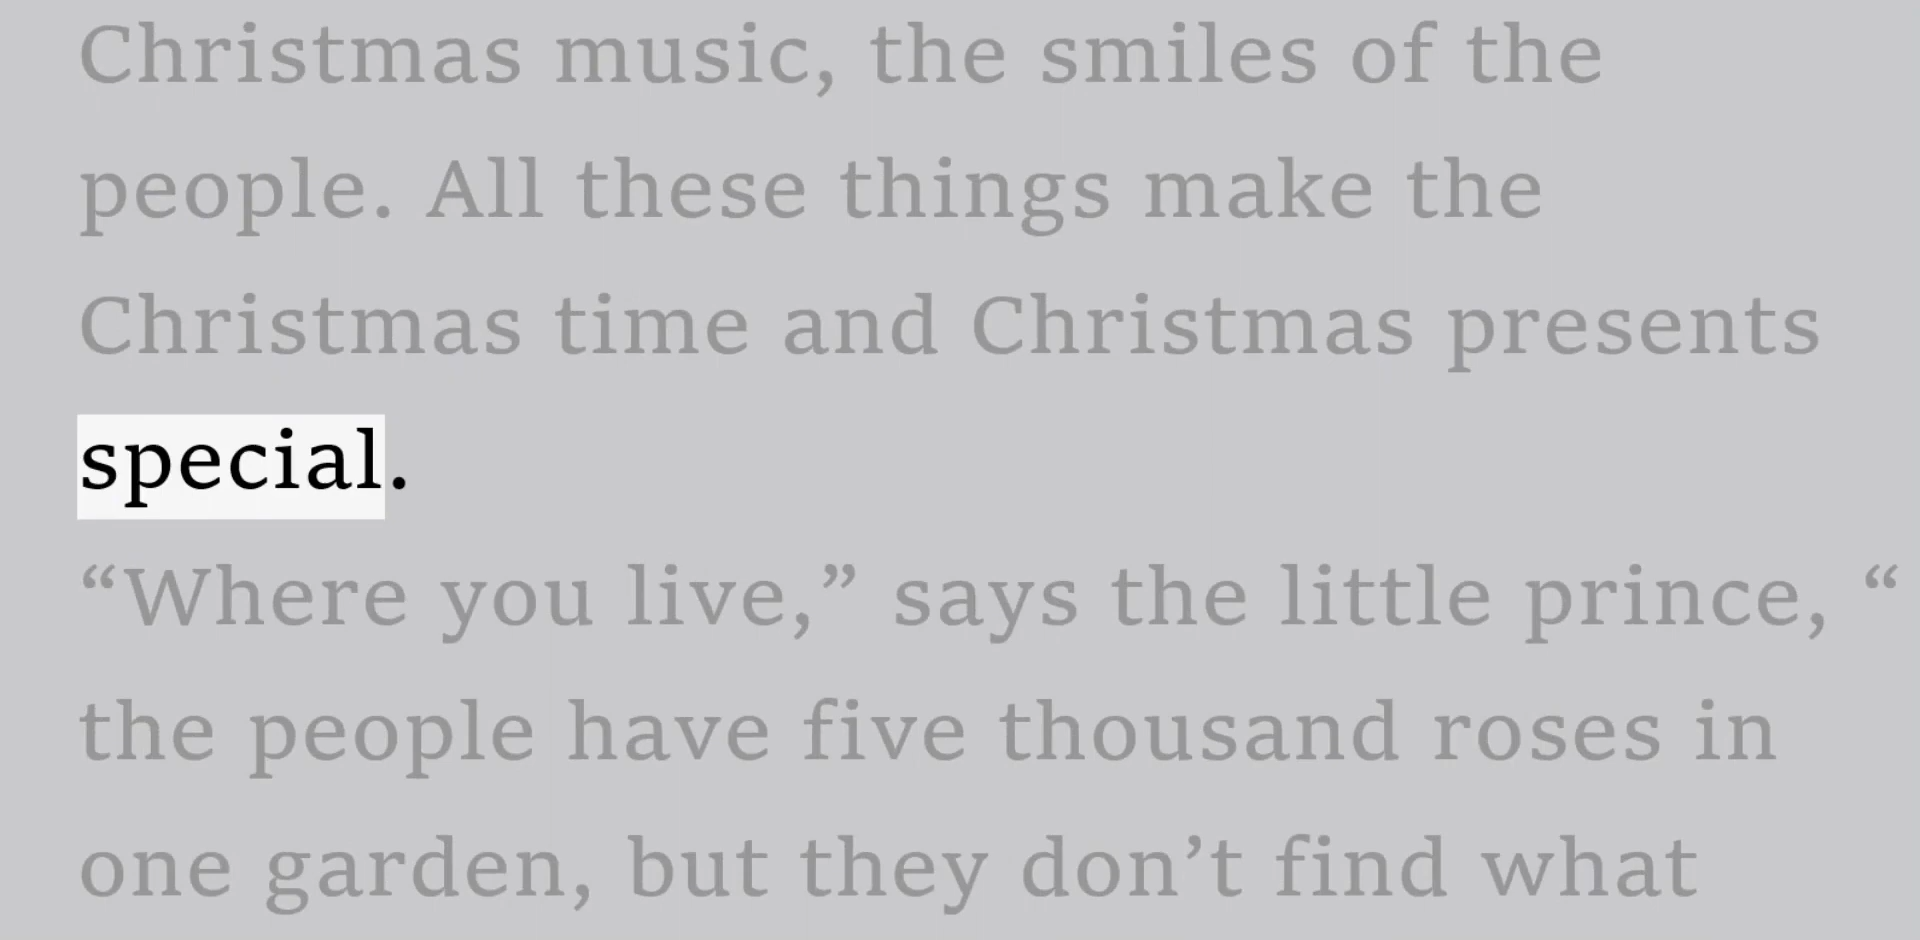 Christmas music, the smiles of the
people. All these things make the
Christmas time and Christmas presents
special.
“Where you live,” says the little prince, “
the people have five thousand roses in
one garden, but they don’t find what